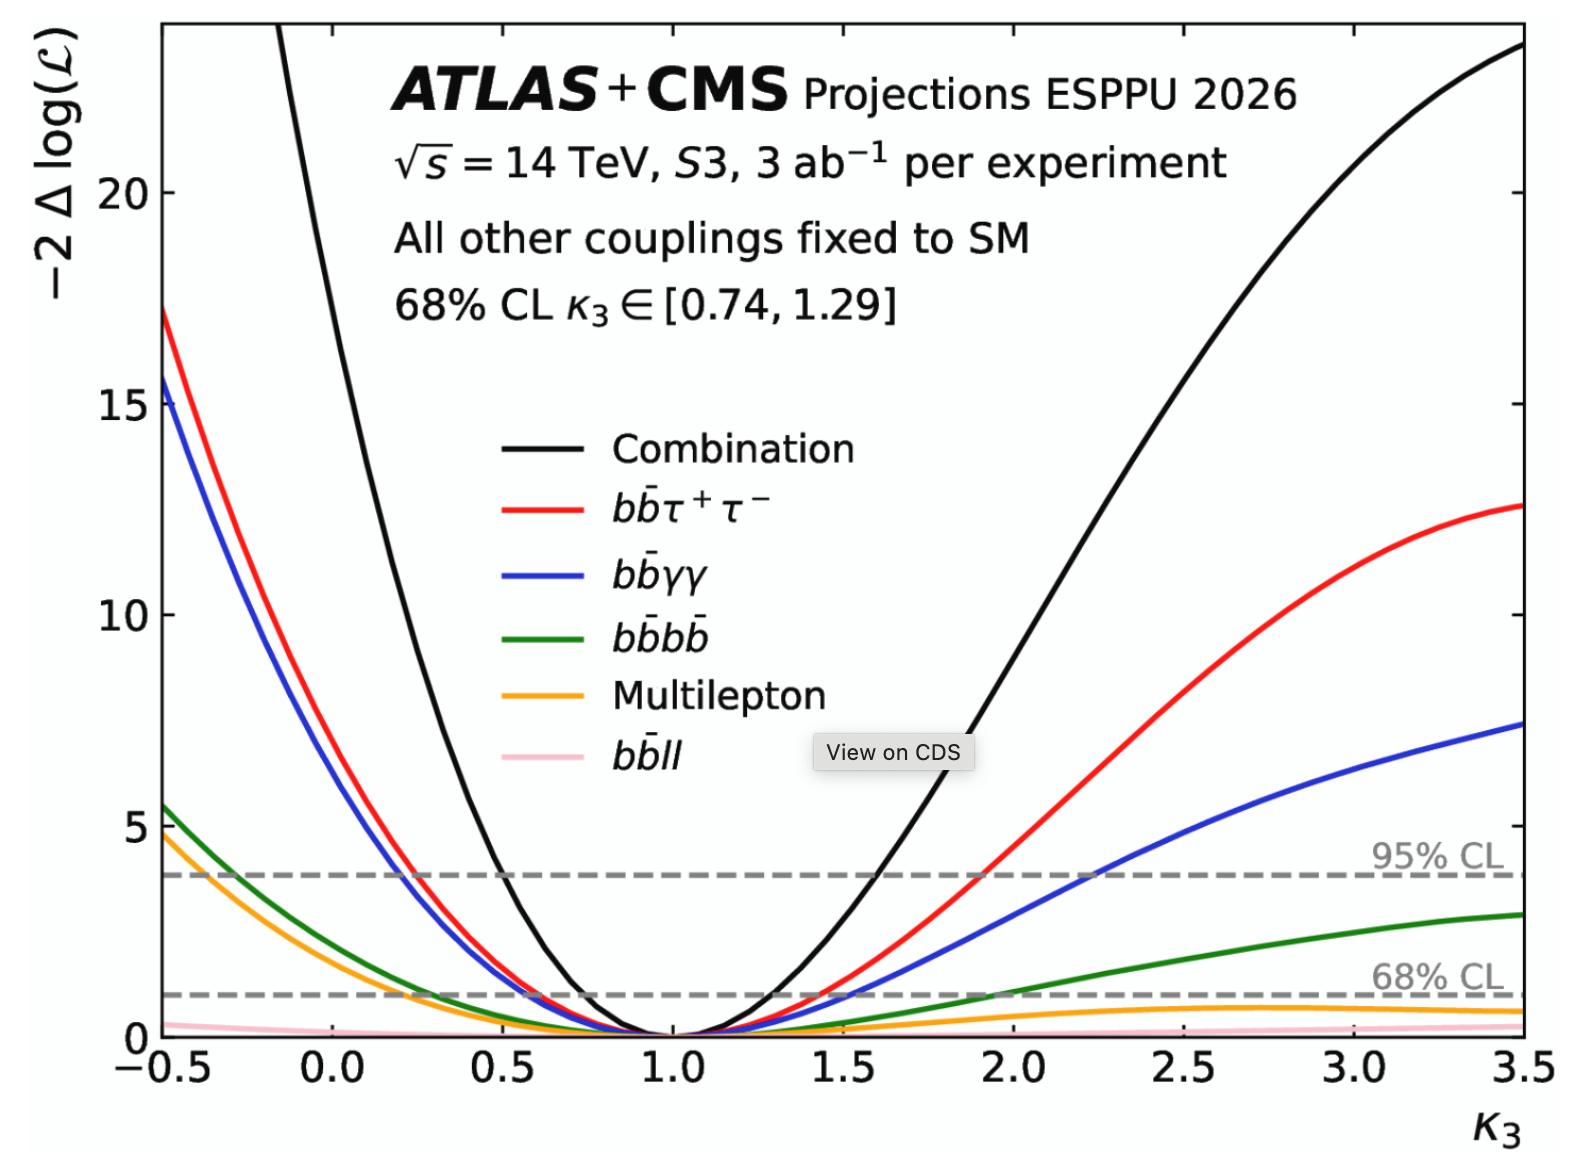 −2 Δ log(ℒ)
ATLAS+CMS Projections ESPPU 2026
√s = 14 TeV, S3, 3 ab⁻¹ per experiment
All other couplings fixed to SM
68% CL κ₃ ∈ [0.74, 1.29]
Combination
bb̄τ⁺τ⁻
bb̄γγ
bb̄bb̄
Multilepton
bb̄ll
View on CDS
95% CL
68% CL
20
15
10
5
0
−0.5 0.0 0.5 1.0 1.5 2.0 2.5 3.0 3.5
κ₃